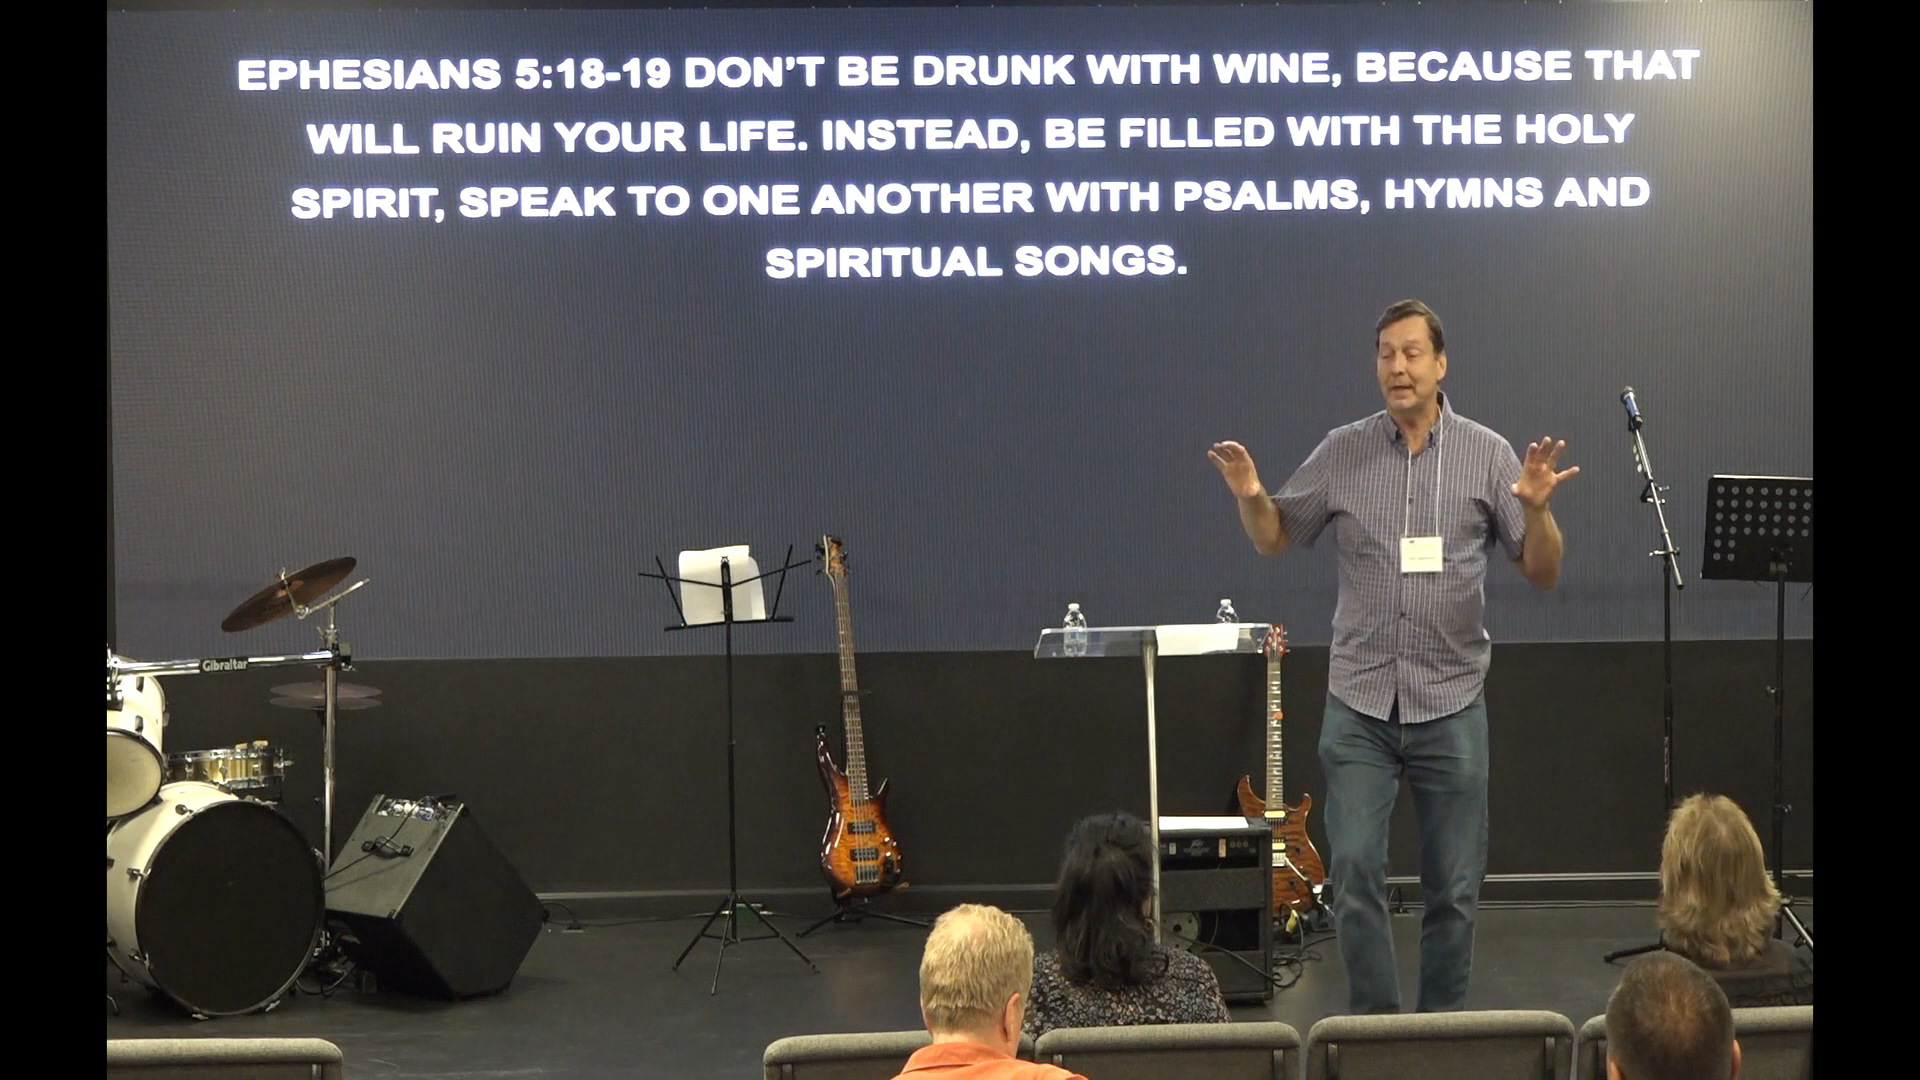 EPHESIANS 5:18-19 DON'T BE DRUNK WITH WINE, BECAUSE THAT
WILL RUIN YOUR LIFE. INSTEAD, BE FILLED WITH THE HOLY
SPIRIT, SPEAK TO ONE ANOTHER WITH PSALMS, HYMNS AND
SPIRITUAL SONGS.
Gibraltar